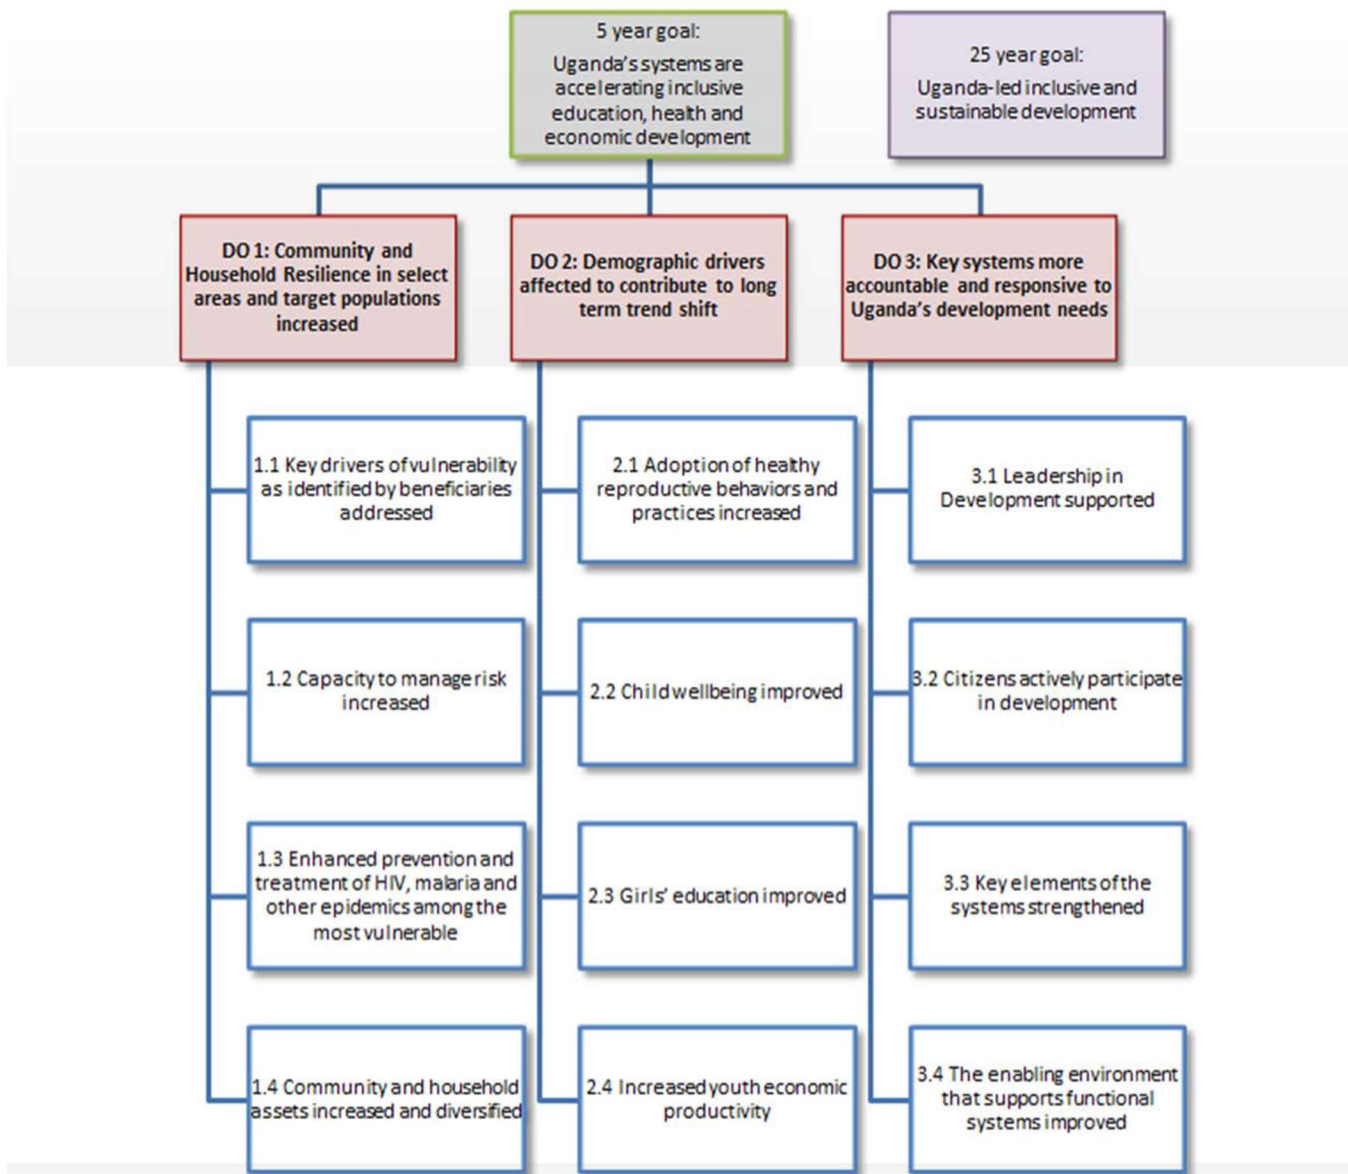 5 year goal:
Uganda's systems are
accelerating inclusive
education, health and
economic development
25 year goal:
Uganda-led inclusive and
sustainable development
DO 1: Community and
Household Resilience in select
areas and target populations
increased
DO 2: Demographic drivers
affected to contribute to long
term trend shift
DO 3: Key systems more
accountable and responsive to
Uganda's development needs
1.1 Key drivers of vulnerability
as identified by beneficiaries
addressed
1.2 Capacity to manage risk
increased
1.3 Enhanced prevention and
treatment of HIV, malaria and
other epidemics among the
most vulnerable
1.4 Community and household
assets increased and diversified
2.1 Adoption of healthy
reproductive behaviors and
practices increased
2.2 Child wellbeing improved
2.3 Girls' education improved
2.4 Increased youth economic
productivity
3.1 Leadership in
Development supported
3.2 Citizens actively participate
in development
3.3 Key elements of the
systems strengthened
3.4 The enabling environment
that supports functional
systems improved